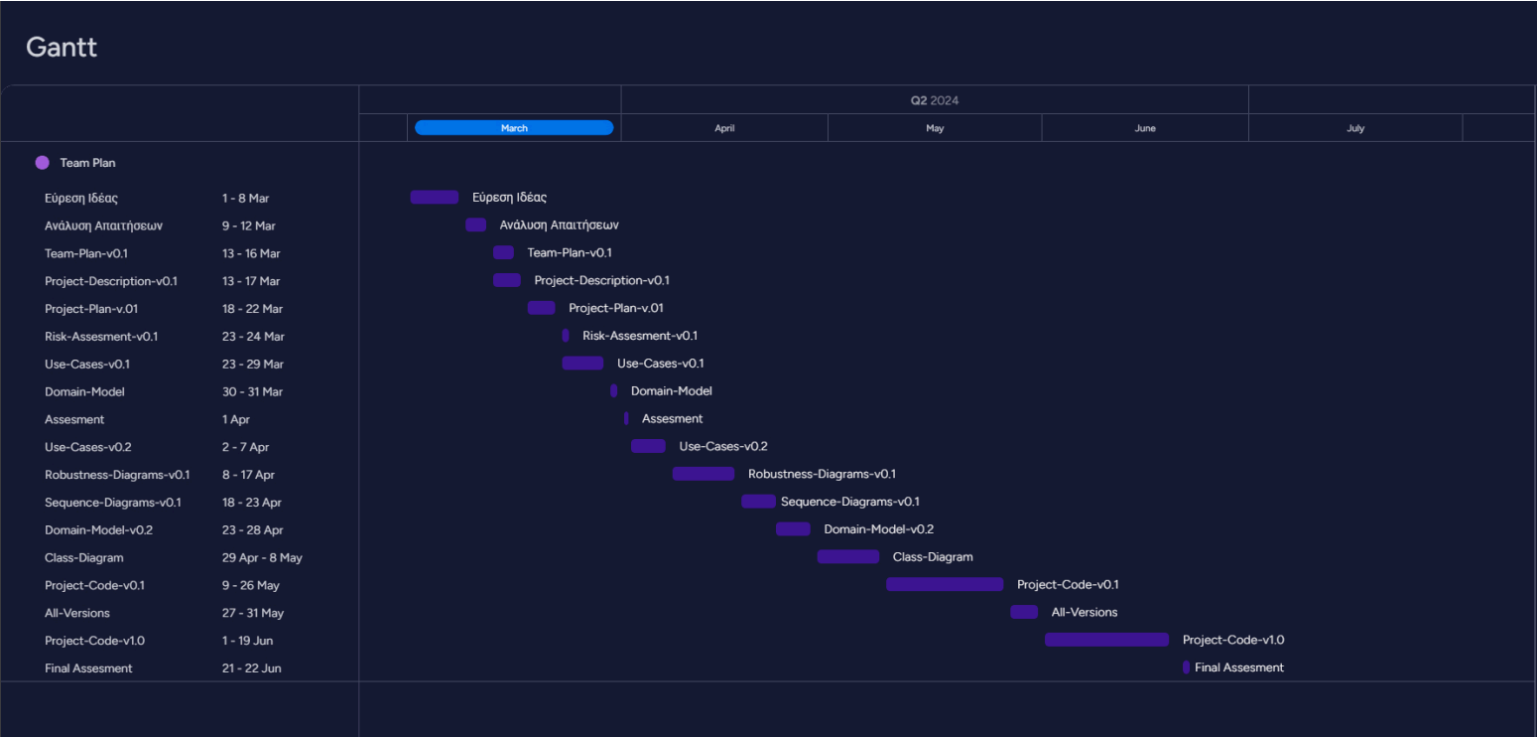 Gantt
Q2 2024
March April May June July
Team Plan
Εύρεση Ιδέας 1 - 8 Mar Εύρεση Ιδέας
Ανάλυση Απαιτήσεων 9 - 12 Mar Ανάλυση Απαιτήσεων
Team-Plan-v0.1 13 - 16 Mar Team-Plan-v0.1
Project-Description-v0.1 13 - 17 Mar Project-Description-v0.1
Project-Plan-v.01 18 - 22 Mar Project-Plan-v.01
Risk-Assesment-v0.1 23 - 24 Mar Risk-Assesment-v0.1
Use-Cases-v0.1 23 - 29 Mar Use-Cases-v0.1
Domain-Model 30 - 31 Mar Domain-Model
Assesment 1 Apr Assesment
Use-Cases-v0.2 2 - 7 Apr Use-Cases-v0.2
Robustness-Diagrams-v0.1 8 - 17 Apr Robustness-Diagrams-v0.1
Sequence-Diagrams-v0.1 18 - 23 Apr Sequence-Diagrams-v0.1
Domain-Model-v0.2 23 - 28 Apr Domain-Model-v0.2
Class-Diagram 29 Apr - 8 May Class-Diagram
Project-Code-v0.1 9 - 26 May Project-Code-v0.1
All-Versions 27 - 31 May All-Versions
Project-Code-v1.0 1 - 19 Jun Project-Code-v1.0
Final Assesment 21 - 22 Jun Final Assesment